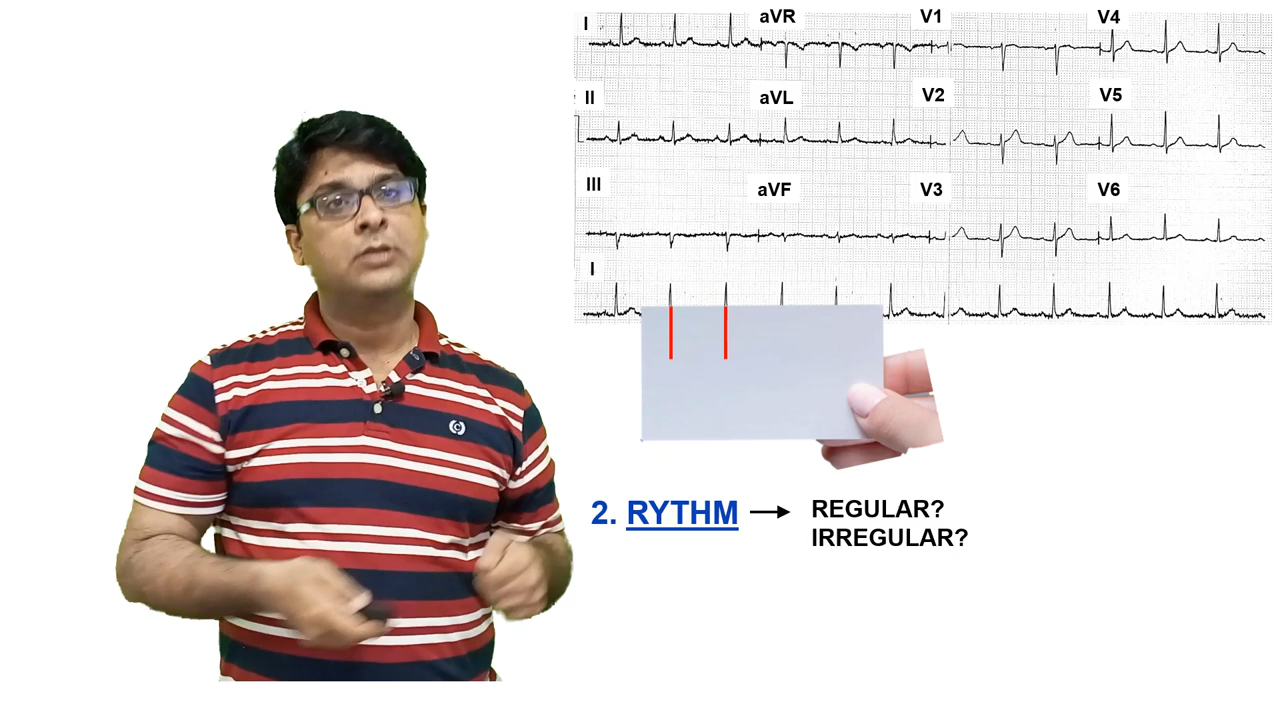 I aVR V1 V4
II aVL V2 V5
III aVF V3 V6
I
2. RYTHM → REGULAR?
IRREGULAR?